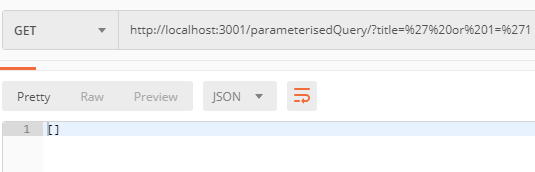 GET http://localhost:3001/parameterisedQuery/?title=%27%20or%201=%271
Pretty Raw Preview JSON
1 []